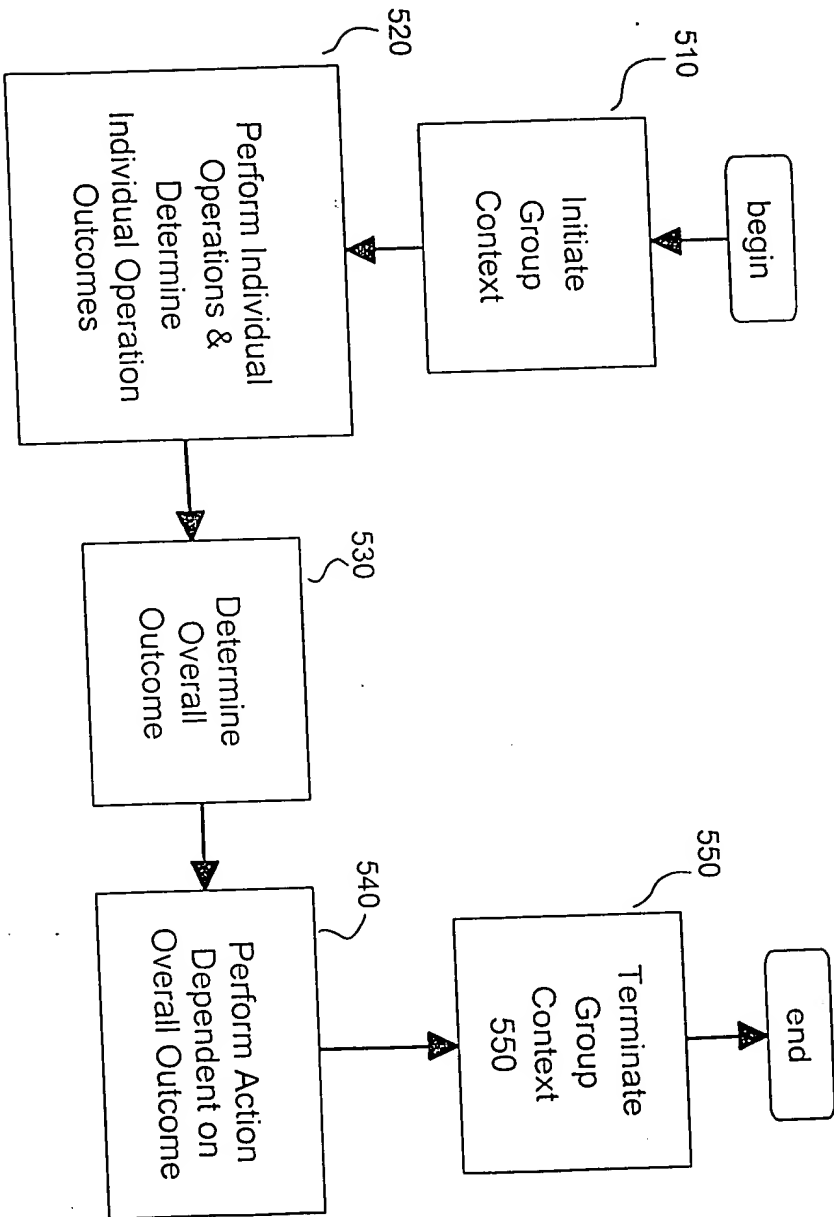 begin
510
Initiate
Group
Context
520
Perform Individual
Operations &
Determine
Individual Operation
Outcomes
530
Determine
Overall
Outcome
540
Perform Action
Dependent on
Overall Outcome
550
Terminate
Group
Context
550
end